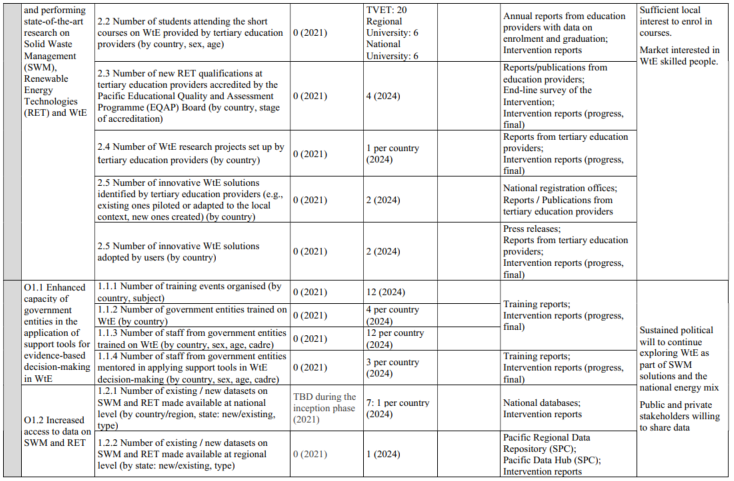 and performing
state-of-the-art
research on
Solid Waste
Management
(SWM),
Renewable
Energy
Technologies
(RET) and WtE
2.2 Number of students attending the short
courses on WtE provided by tertiary education
providers (by country, sex, age)
0 (2021)
TVET: 20
Regional
University: 6
National
University: 6
Annual reports from education
providers with data on
enrolment and graduation;
Intervention reports
Sufficient local
interest to enrol in
courses.
Market interested in
WtE skilled people.
2.3 Number of new RET qualifications at
tertiary education providers accredited by the
Pacific Educational Quality and Assessment
Programme (EQAP) Board (by country, stage
of accreditation)
0 (2021)
4 (2024)
Reports/publications from
education providers;
End-line survey of the
Intervention;
Intervention reports (progress,
final)
2.4 Number of WtE research projects set up by
tertiary education providers (by country)
0 (2021)
1 per country
(2024)
Reports from tertiary education
providers;
Intervention reports (progress,
final)
2.5 Number of innovative WtE solutions
identified by tertiary education providers (e.g.,
existing ones piloted or adapted to the local
context, new ones created) (by country)
0 (2021)
2 (2024)
National registration offices;
Reports / Publications from
tertiary education providers
2.5 Number of innovative WtE solutions
adopted by users (by country)
0 (2021)
2 (2024)
Press releases;
Reports from tertiary education
providers;
Intervention reports (progress,
final)
O1.1 Enhanced
capacity of
government
entities in the
application of
support tools for
evidence-based
decision-making
in WtE
1.1.1 Number of training events organised (by
country, subject)
0 (2021)
12 (2024)
Training reports;
Intervention reports (progress,
final)
Sustained political
will to continue
exploring WtE as
part of SWM
solutions and the
national energy mix
Public and private
stakeholders willing
to share data
1.1.2 Number of government entities trained on
WtE (by country)
0 (2021)
4 per country
(2024)
1.1.3 Number of staff from government entities
trained on WtE (by country, sex, age, cadre)
0 (2021)
12 per country
(2024)
1.1.4 Number of staff from government entities
mentored in applying support tools in WtE
decision-making (by country, sex, age, cadre)
0 (2021)
3 per country
(2024)
Training reports;
Intervention reports (progress,
final)
O1.2 Increased
access to data on
SWM and RET
1.2.1 Number of existing / new datasets on
SWM and RET made available at national
level (by country/region, state: new/existing,
type)
TBD during the
inception phase
(2021)
7: 1 per country
(2024)
National databases;
Intervention reports
1.2.2 Number of existing / new datasets on
SWM and RET made available at regional
level (by state: new/existing, type)
0 (2021)
1 (2024)
Pacific Regional Data
Repository (SPC);
Pacific Data Hub (SPC);
Intervention reports